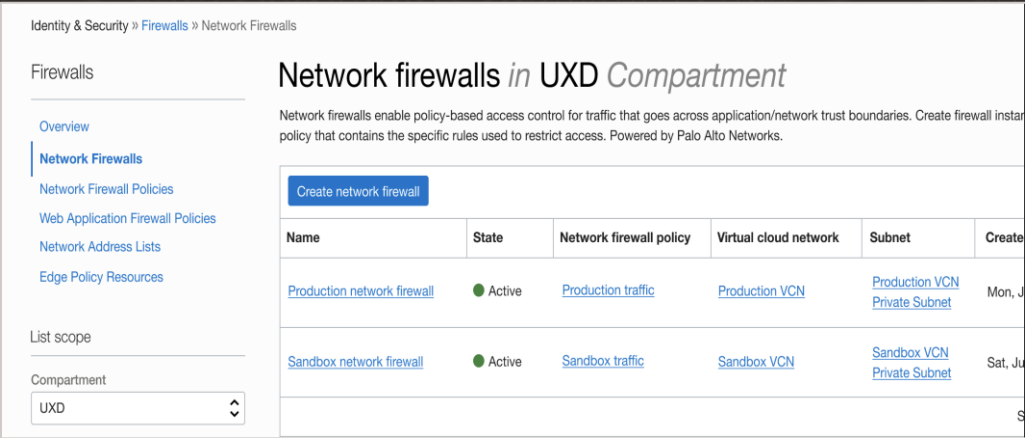 Identity & Security » Firewalls » Network Firewalls
Firewalls
Overview
Network Firewalls
Network Firewall Policies
Web Application Firewall Policies
Network Address Lists
Edge Policy Resources
List scope
Compartment
UXD
Network firewalls in UXD Compartment
Network firewalls enable policy-based access control for traffic that goes across application/network trust boundaries. Create firewall instan
policy that contains the specific rules used to restrict access. Powered by Palo Alto Networks.
Create network firewall
Name State Network firewall policy Virtual cloud network Subnet Create
Production network firewall Active Production traffic Production VCN Production VCN Mon, J
Private Subnet
Sandbox network firewall Active Sandbox traffic Sandbox VCN Sandbox VCN Sat, Ju
Private Subnet
S